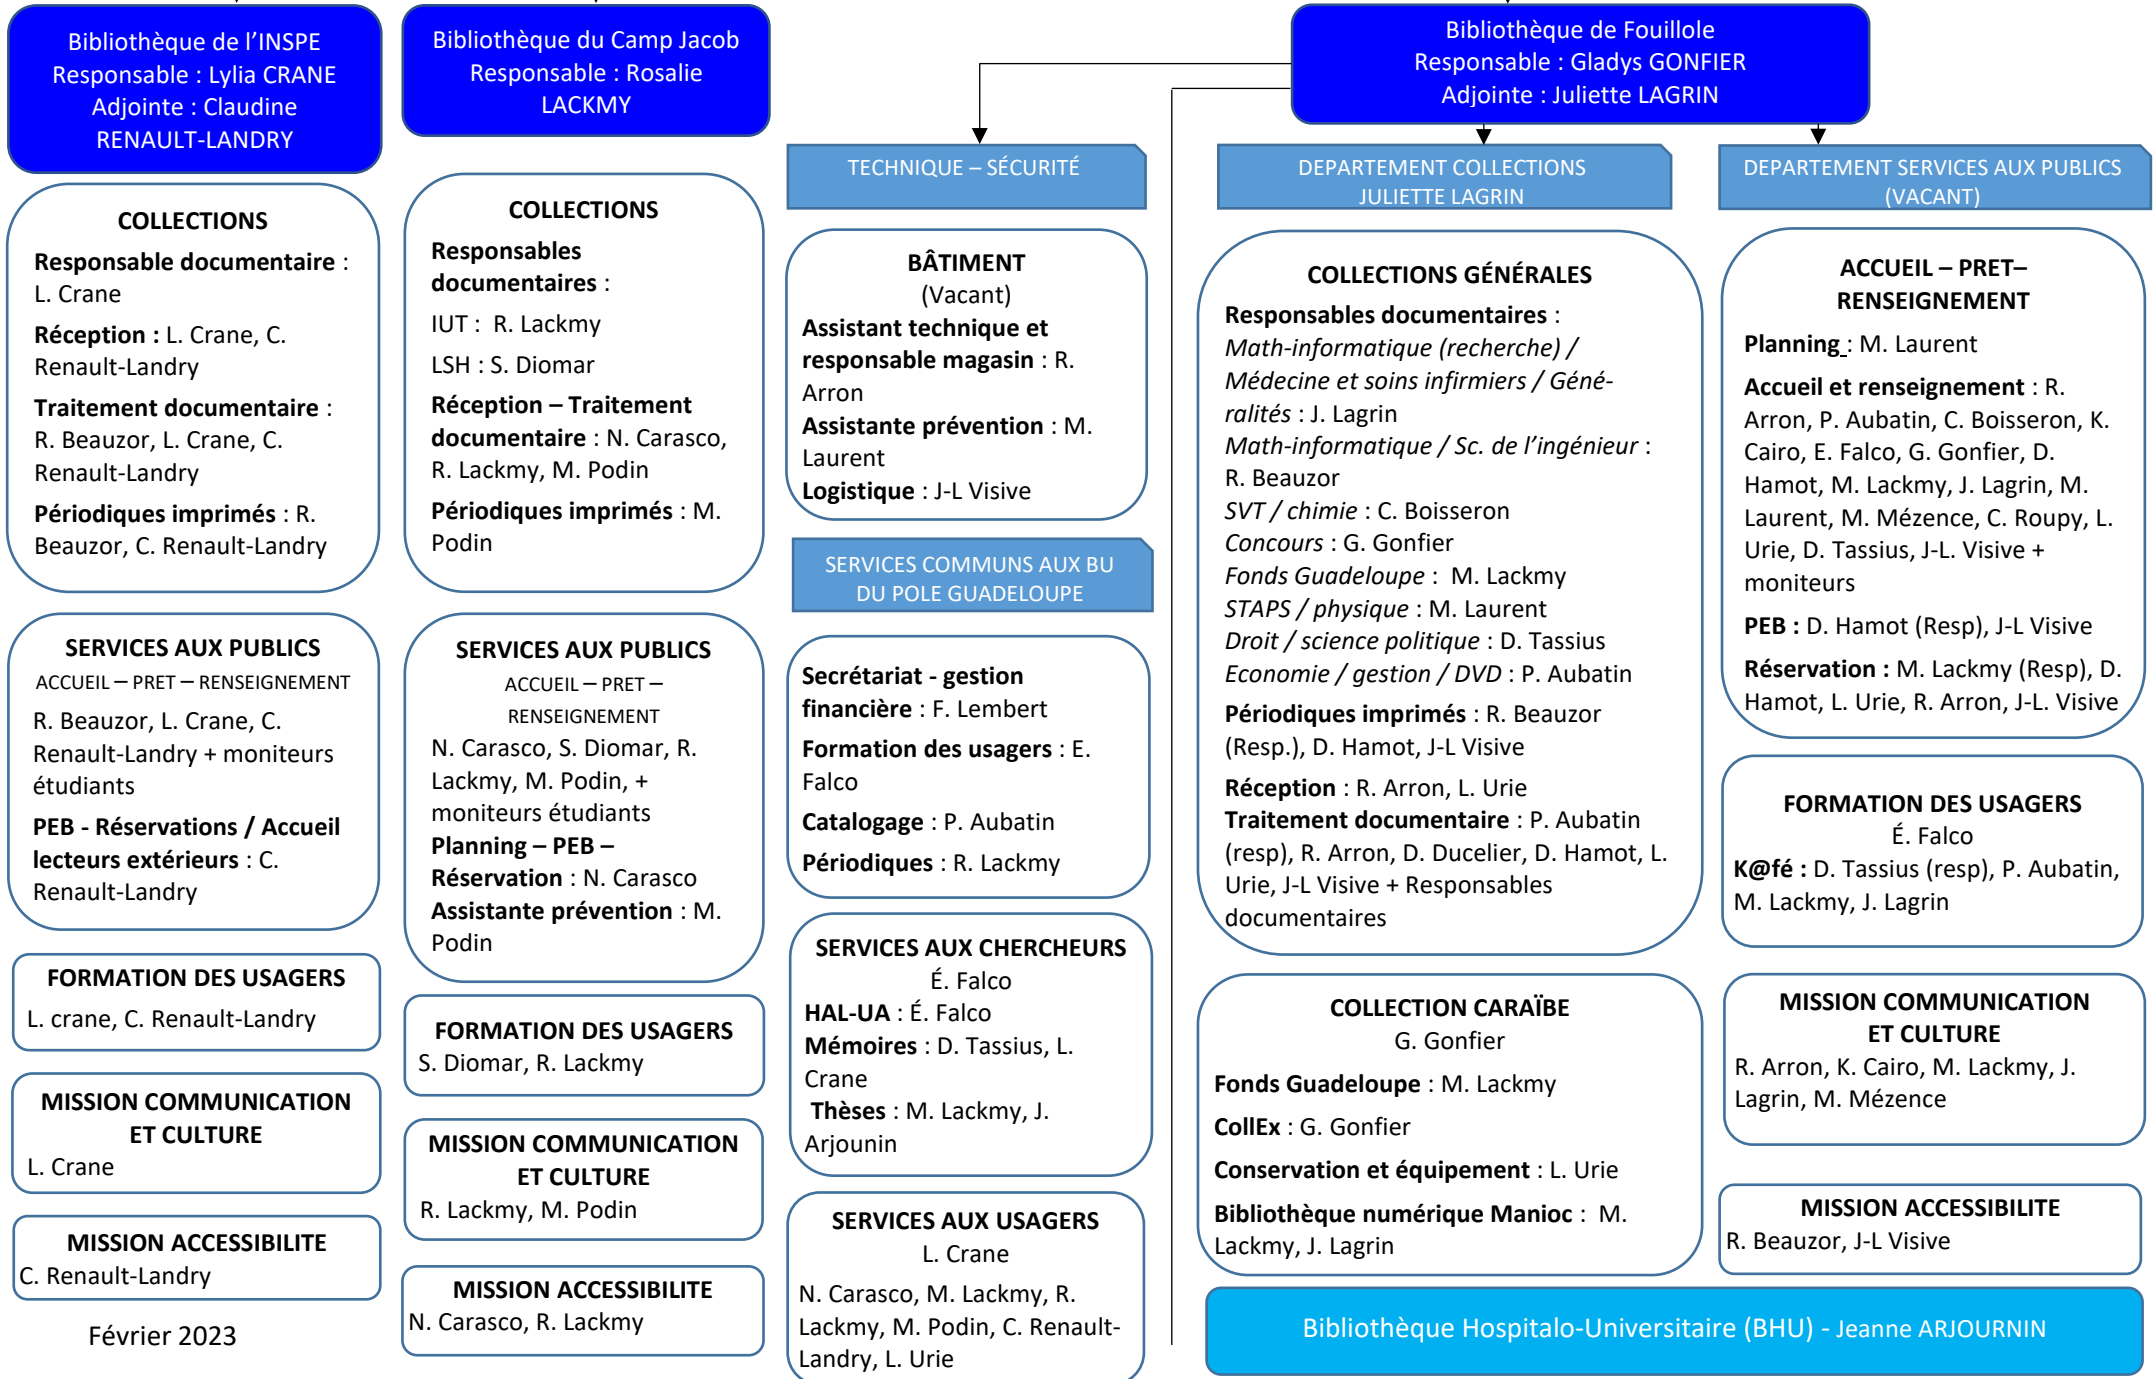 Bibliothèque de l’INSPE
Responsable : Lylia CRANE
Adjointe : Claudine
RENAULT-LANDRY
COLLECTIONS
Responsable documentaire :
L. Crane
Réception : L. Crane, C.
Renault-Landry
Traitement documentaire :
R. Beauzor, L. Crane, C.
Renault-Landry
Périodiques imprimés : R.
Beauzor, C. Renault-Landry
SERVICES AUX PUBLICS
ACCUEIL – PRET – RENSEIGNEMENT
R. Beauzor, L. Crane, C.
Renault-Landry + moniteurs
étudiants
PEB - Réservations / Accueil
lecteurs extérieurs : C.
Renault-Landry
FORMATION DES USAGERS
L. crane, C. Renault-Landry
MISSION COMMUNICATION
ET CULTURE
L. Crane
MISSION ACCESSIBILITE
C. Renault-Landry
Février 2023
Bibliothèque du Camp Jacob
Responsable : Rosalie
LACKMY
COLLECTIONS
Responsables
documentaires :
IUT : R. Lackmy
LSH : S. Diomar
Réception – Traitement
documentaire : N. Carasco,
R. Lackmy, M. Podin
Périodiques imprimés : M.
Podin
SERVICES AUX PUBLICS
ACCUEIL – PRET –
RENSEIGNEMENT
N. Carasco, S. Diomar, R.
Lackmy, M. Podin, +
moniteurs étudiants
Planning – PEB –
Réservation : N. Carasco
Assistante prévention : M.
Podin
FORMATION DES USAGERS
S. Diomar, R. Lackmy
MISSION COMMUNICATION
ET CULTURE
R. Lackmy, M. Podin
MISSION ACCESSIBILITE
N. Carasco, R. Lackmy
Bibliothèque de Fouillole
Responsable : Gladys GONFIER
Adjointe : Juliette LAGRIN
TECHNIQUE – SÉCURITÉ
BÂTIMENT
(Vacant)
Assistant technique et
responsable magasin : R.
Arron
Assistante prévention : M.
Laurent
Logistique : J-L Visive
SERVICES COMMUNS AUX BU
DU POLE GUADELOUPE
Secrétariat - gestion
financière : F. Lembert
Formation des usagers : E.
Falco
Catalogage : P. Aubatin
Périodiques : R. Lackmy
SERVICES AUX CHERCHEURS
É. Falco
HAL-UA : É. Falco
Mémoires : D. Tassius, L.
Crane
Thèses : M. Lackmy, J.
Arjounin
SERVICES AUX USAGERS
L. Crane
N. Carasco, M. Lackmy, R.
Lackmy, M. Podin, C. Renault-
Landry, L. Urie
DEPARTEMENT COLLECTIONS
JULIETTE LAGRIN
COLLECTIONS GÉNÉRALES
Responsables documentaires :
Math-informatique (recherche) /
Médecine et soins infirmiers / Géné-
ralités : J. Lagrin
Math-informatique / Sc. de l’ingénieur :
R. Beauzor
SVT / chimie : C. Boisseron
Concours : G. Gonfier
Fonds Guadeloupe : M. Lackmy
STAPS / physique : M. Laurent
Droit / science politique : D. Tassius
Economie / gestion / DVD : P. Aubatin
Périodiques imprimés : R. Beauzor
(Resp.), D. Hamot, J-L Visive
Réception : R. Arron, L. Urie
Traitement documentaire : P. Aubatin
(resp), R. Arron, D. Ducelier, D. Hamot, L.
Urie, J-L Visive + Responsables
documentaires
COLLECTION CARAÏBE
G. Gonfier
Fonds Guadeloupe : M. Lackmy
CollEx : G. Gonfier
Conservation et équipement : L. Urie
Bibliothèque numérique Manioc : M.
Lackmy, J. Lagrin
DEPARTEMENT SERVICES AUX PUBLICS
(VACANT)
ACCUEIL – PRET–
RENSEIGNEMENT
Planning : M. Laurent
Accueil et renseignement : R.
Arron, P. Aubatin, C. Boisseron, K.
Cairo, E. Falco, G. Gonfier, D.
Hamot, M. Lackmy, J. Lagrin, M.
Laurent, M. Mézence, C. Roupy, L.
Urie, D. Tassius, J-L. Visive +
moniteurs
PEB : D. Hamot (Resp), J-L Visive
Réservation : M. Lackmy (Resp), D.
Hamot, L. Urie, R. Arron, J-L. Visive
FORMATION DES USAGERS
É. Falco
K@fé : D. Tassius (resp), P. Aubatin,
M. Lackmy, J. Lagrin
MISSION COMMUNICATION
ET CULTURE
R. Arron, K. Cairo, M. Lackmy, J.
Lagrin, M. Mézence
MISSION ACCESSIBILITE
R. Beauzor, J-L Visive
Bibliothèque Hospitalo-Universitaire (BHU) - Jeanne ARJOURNIN